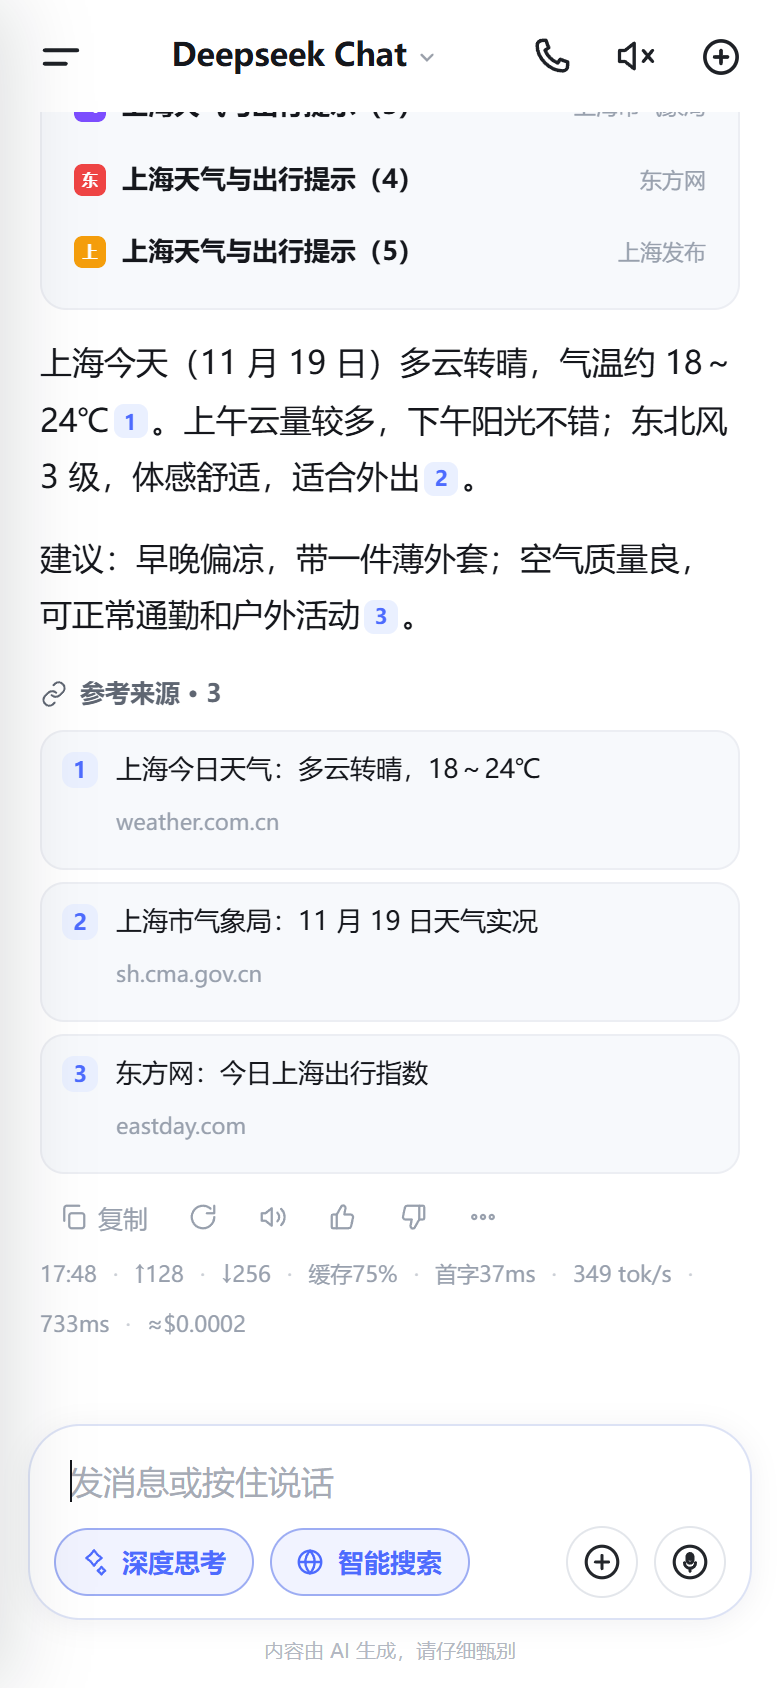 Deepseek Chat
东 上海天气与出行提示（4） 东方网
上 上海天气与出行提示（5） 上海发布
上海今天（11 月 19 日）多云转晴，气温约 18～
24℃ 1 。上午云量较多，下午阳光不错；东北风
3 级，体感舒适，适合外出 2 。
建议：早晚偏凉，带一件薄外套；空气质量良，
可正常通勤和户外活动 3 。
参考来源 • 3
1 上海今日天气：多云转晴，18～24℃
weather.com.cn
2 上海市气象局：11 月 19 日天气实况
sh.cma.gov.cn
3 东方网：今日上海出行指数
eastday.com
复制
17:48 · ↑128 · ↓256 · 缓存75% · 首字37ms · 349 tok/s ·
733ms · ≈$0.0002
发消息或按住说话
深度思考 智能搜索
内容由 AI 生成，请仔细甄别